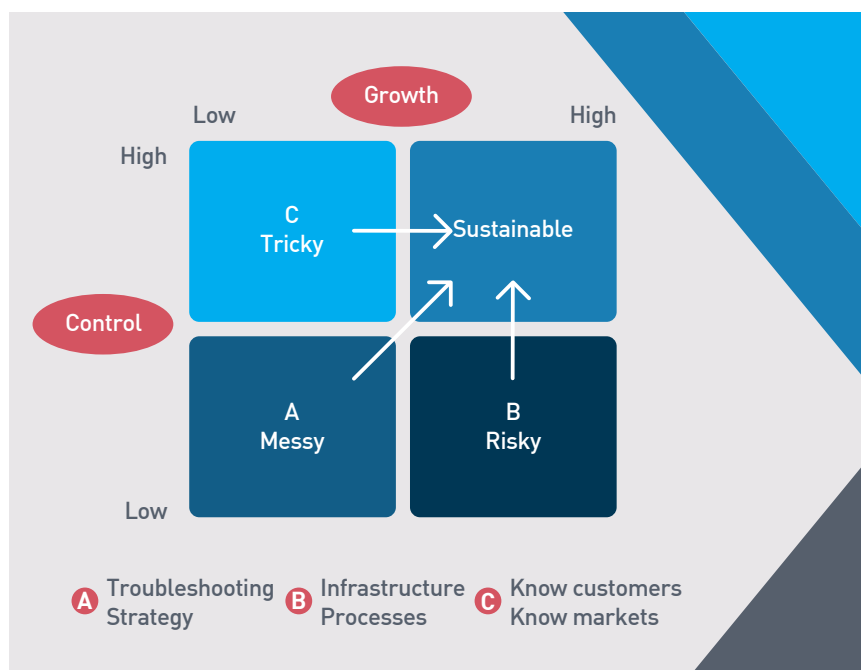 Growth
Low
High
High
C
Tricky
Sustainable
Control
A
Messy
B
Risky
Low
A Troubleshooting
Strategy
B Infrastructure
Processes
C Know customers
Know markets